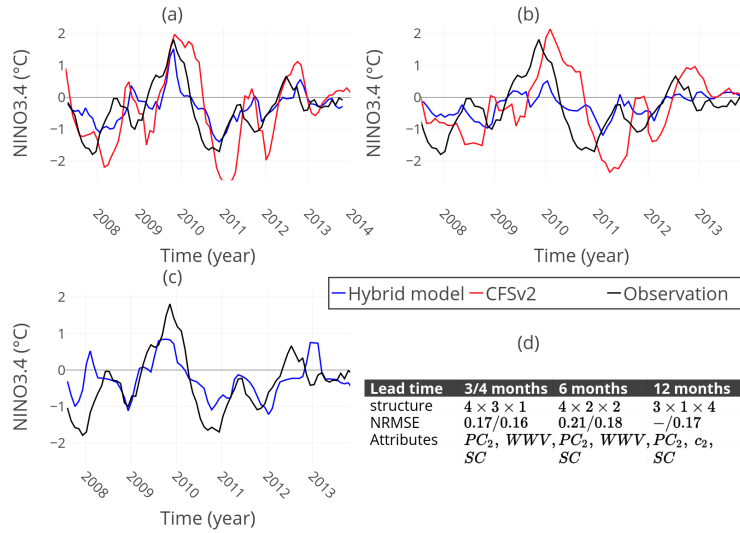 (a)
(b)
NINO3.4 (°C)
2
1
0
−1
−2
2008
2009
2010
2011
2012
2013
2014
Time (year)
NINO3.4 (°C)
2
1
0
−1
−2
2008
2009
2010
2011
2012
2013
Time (year)
(c)
NINO3.4 (°C)
2
1
0
−1
−2
2008
2009
2010
2011
2012
2013
Time (year)
Hybrid model CFSv2 Observation
(d)
Lead time 3/4 months 6 months 12 months
structure 4 × 3 × 1 4 × 2 × 2 3 × 1 × 4
NRMSE 0.17/0.16 0.21/0.18 −/0.17
Attributes PC₂, WWV, PC₂, WWV, PC₂, c₂,
SC SC SC